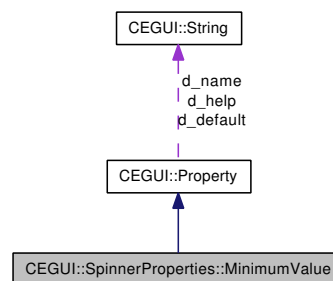 CEGUI::String
d_name
d_help
d_default
CEGUI::Property
CEGUI::SpinnerProperties::MinimumValue